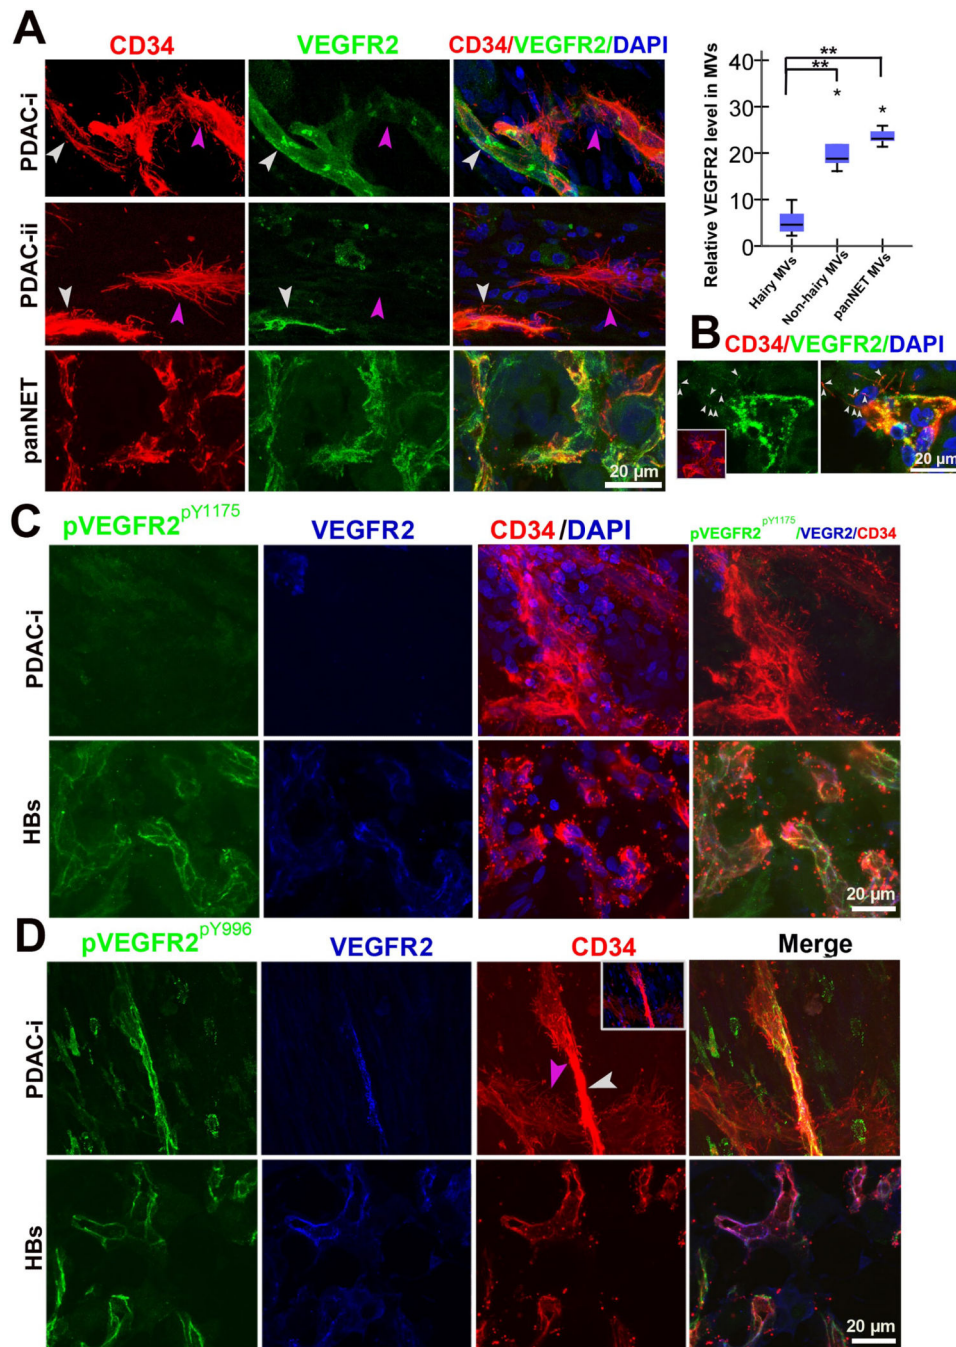 A
CD34
VEGFR2
CD34/VEGFR2/DAPI
PDAC-i
PDAC-ii
panNET
20 µm
Relative VEGFR2 level in MVs
40
30
20
10
0
**
**
*
*
Hairy MVs
Non-hairy MVs
panNET MVs
B
CD34/VEGFR2/DAPI
20 µm
C
pVEGFR2pY1175
VEGFR2
CD34 /DAPI
pVEGFR2pY1175 /VEGR2/CD34
PDAC-i
HBs
20 µm
D
pVEGFR2pY996
VEGFR2
CD34
Merge
PDAC-i
HBs
20 µm